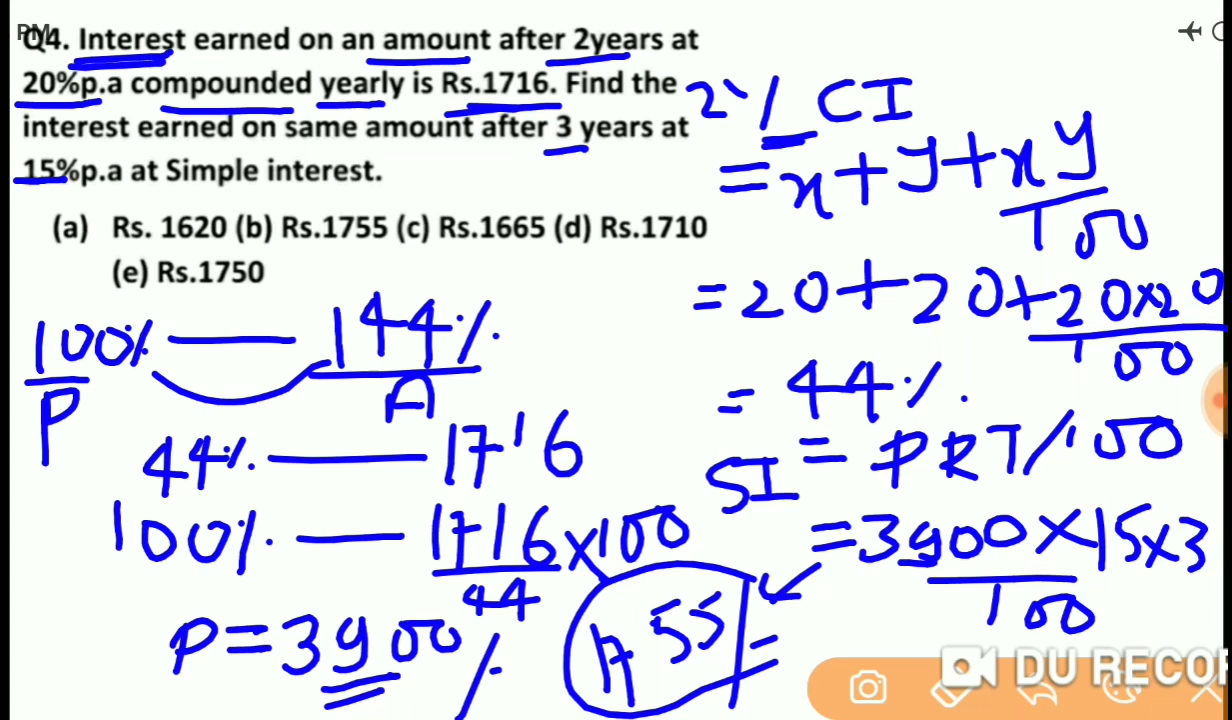 PM
Q4. Interest earned on an amount after 2years at
20%p.a compounded yearly is Rs.1716. Find the
interest earned on same amount after 3 years at
15%p.a at Simple interest.
(a) Rs. 1620 (b) Rs.1755 (c) Rs.1665 (d) Rs.1710
(e) Rs.1750
CI
= x + y + xy
100
= 20 + 20 + 20×20
100
= 44%.
100% — 144%.
P A
44%. — 1716
100%. — 1716×100
44
P = 3900/-
SI = PRT/100
= 3900×15×3
100
= 1755/
DU RECOR